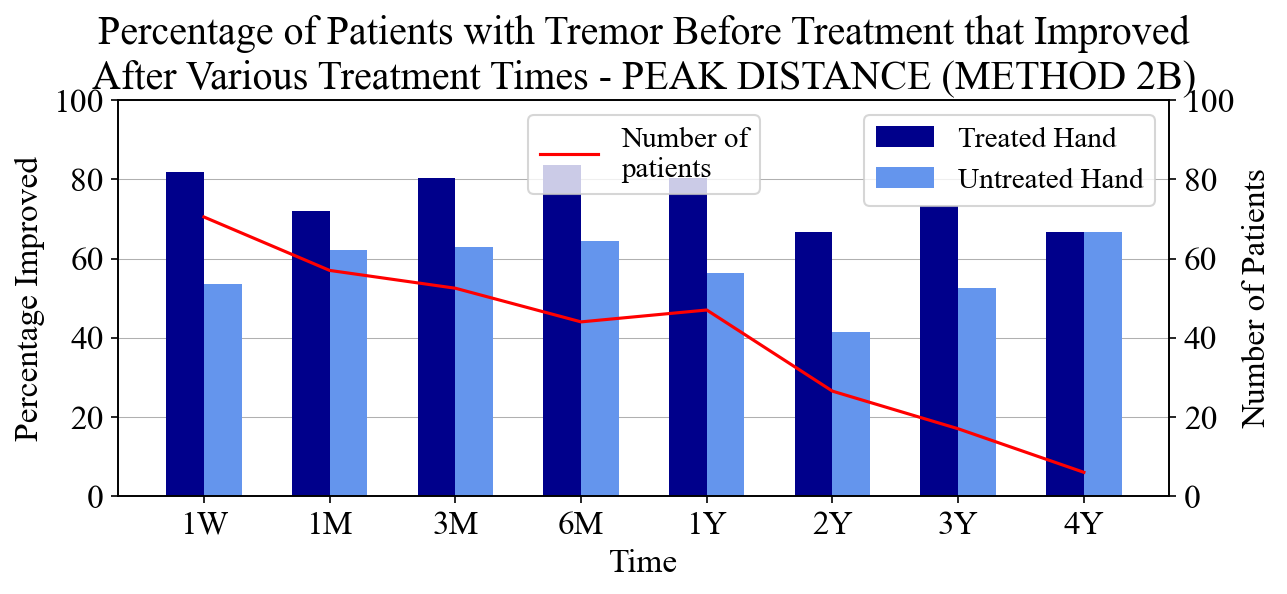 Percentage of Patients with Tremor Before Treatment that Improved
After Various Treatment Times - PEAK DISTANCE (METHOD 2B)
100
80
60
40
20
0
Percentage Improved
Number of
patients
Treated Hand
Untreated Hand
100
80
60
40
20
0
Number of Patients
1W 1M 3M 6M 1Y 2Y 3Y 4Y
Time